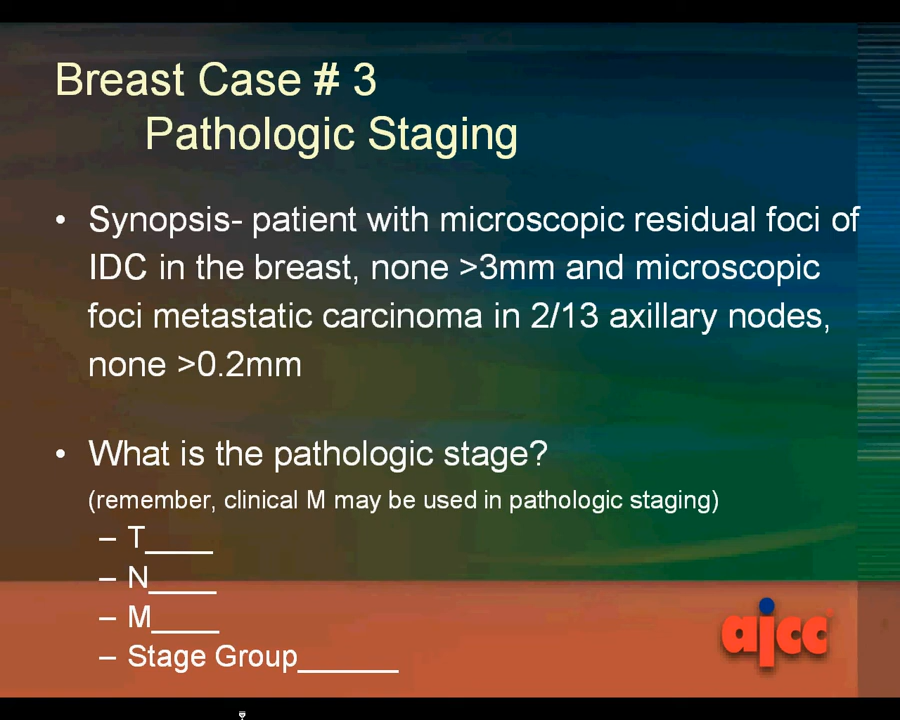 Breast Case # 3
Pathologic Staging
• Synopsis- patient with microscopic residual foci of
IDC in the breast, none >3mm and microscopic
foci metastatic carcinoma in 2/13 axillary nodes,
none >0.2mm
• What is the pathologic stage?
(remember, clinical M may be used in pathologic staging)
– T____
– N____
– M____
– Stage Group______
ajcc